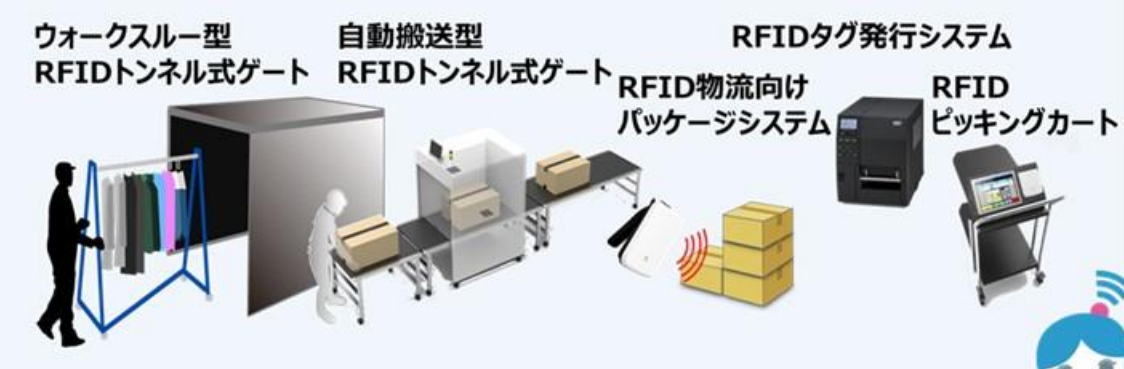 ウォークスルー型
RFIDトンネル式ゲート
自動搬送型
RFIDトンネル式ゲート
RFID物流向け
パッケージシステム
RFIDタグ発行システム
RFID
ピッキングカート